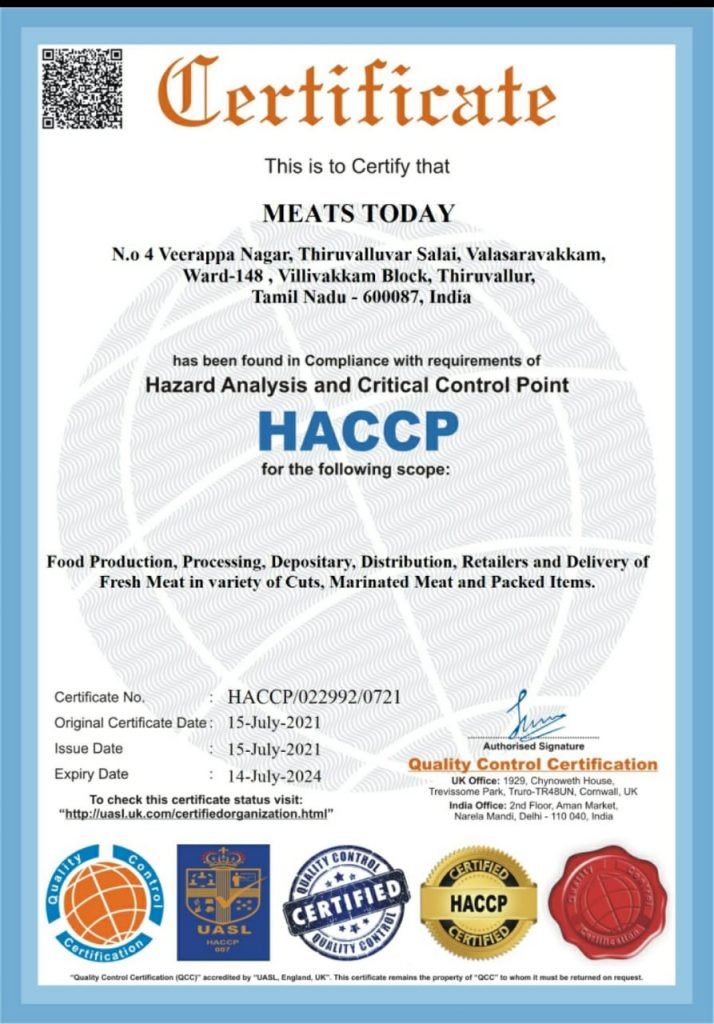 Certificate
This is to Certify that
MEATS TODAY
N.o 4 Veerappa Nagar, Thiruvalluvar Salai, Valasaravakkam,
Ward-148 , Villivakkam Block, Thiruvallur,
Tamil Nadu - 600087, India
has been found in Compliance with requirements of
Hazard Analysis and Critical Control Point
HACCP
for the following scope:
Food Production, Processing, Depositary, Distribution, Retailers and Delivery of
Fresh Meat in variety of Cuts, Marinated Meat and Packed Items.
Certificate No. : HACCP/022992/0721
Original Certificate Date : 15-July-2021
Issue Date : 15-July-2021
Expiry Date : 14-July-2024
To check this certificate status visit:
“http://uasl.uk.com/certifiedorganization.html”
Authorised Signature
Quality Control Certification
UK Office: 1929, Chynoweth House,
Trevissome Park, Truro-TR48UN, Cornwall, UK
India Office: 2nd Floor, Aman Market,
Narela Mandi, Delhi - 110 040, India
Quality Control
Certification
UASL
HACCP
007
QUALITY CONTROL
CERTIFIED
QUALITY CONTROL
CERTIFIED
HACCP
CERTIFIED
Quality Control
Certification
"Quality Control Certification (QCC)" accredited by "UASL, England, UK". This certificate remains the property of "QCC" to whom it must be returned on request.